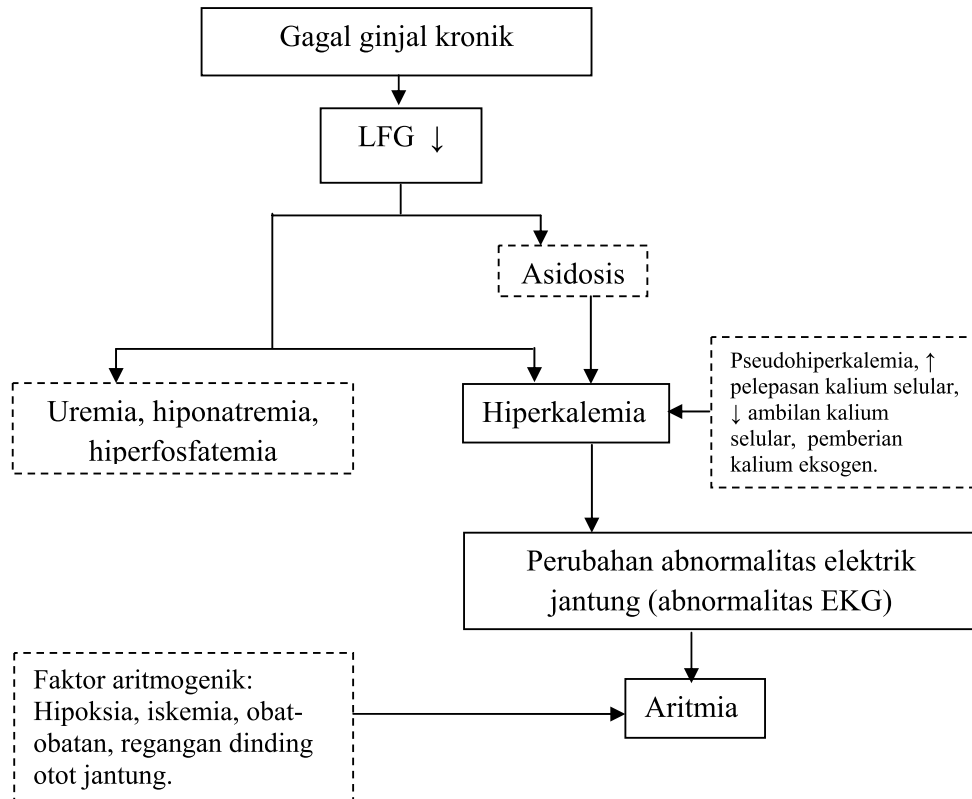 Gagal ginjal kronik
LFG ↓
Asidosis
Pseudohiperkalemia, ↑
pelepasan kalium selular,
↓ ambilan kalium
selular, pemberian
kalium eksogen.
Uremia, hiponatremia,
hiperfosfatemia
Hiperkalemia
Perubahan abnormalitas elektrik
jantung (abnormalitas EKG)
Faktor aritmogenik:
Hipoksia, iskemia, obat-
obatan, regangan dinding
otot jantung.
Aritmia